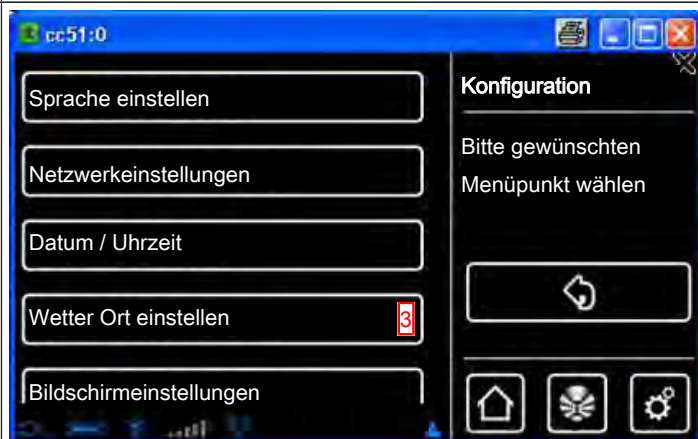 cc51:0
Sprache einstellen
Netzwerkeinstellungen
Datum / Uhrzeit
Wetter Ort einstellen
3
Bildschirmeinstellungen
Konfiguration
Bitte gewünschten
Menüpunkt wählen